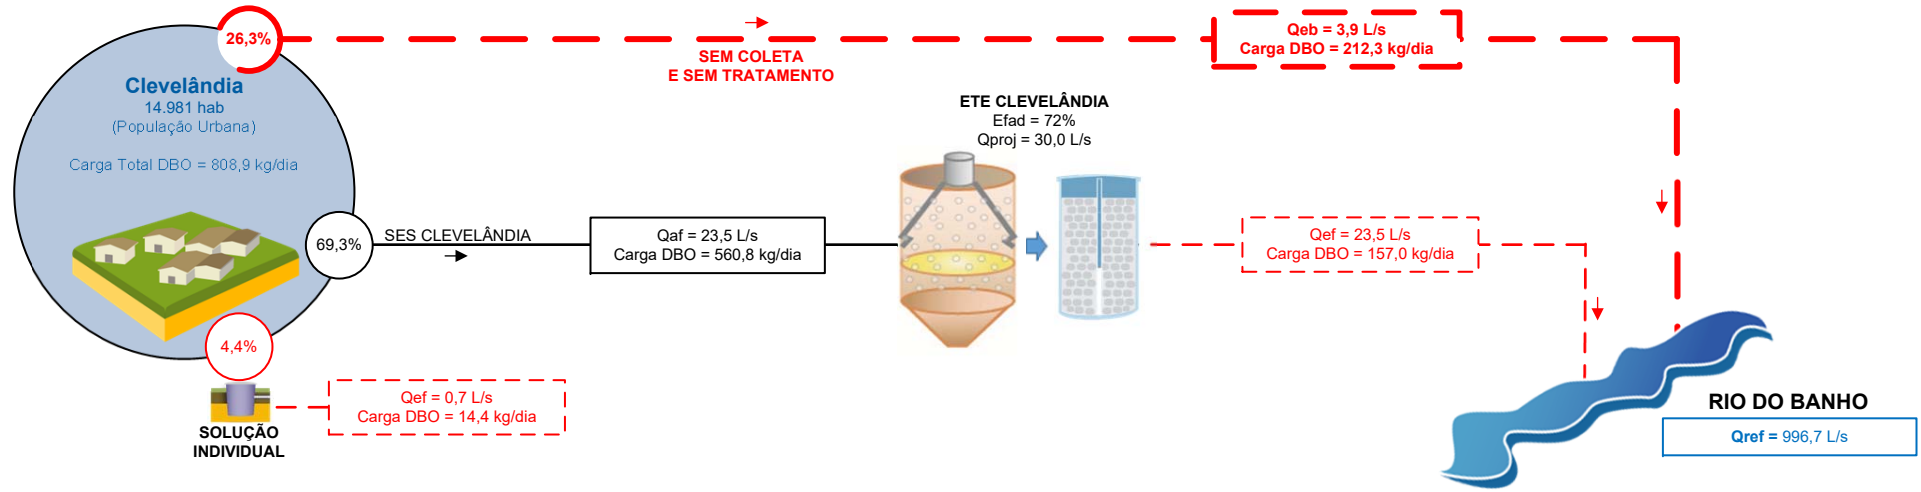 26,3%
SEM COLETA
E SEM TRATAMENTO
Qeb = 3,9 L/s
Carga DBO = 212,3 kg/dia
Clevelândia
14.981 hab
(População Urbana)
Carga Total DBO = 808,9 kg/dia
ETE CLEVELÂNDIA
Efad = 72%
Qproj = 30,0 L/s
69,3%
SES CLEVELÂNDIA
Qaf = 23,5 L/s
Carga DBO = 560,8 kg/dia
Qef = 23,5 L/s
Carga DBO = 157,0 kg/dia
4,4%
Qef = 0,7 L/s
Carga DBO = 14,4 kg/dia
SOLUÇÃO
INDIVIDUAL
RIO DO BANHO
Qref = 996,7 L/s